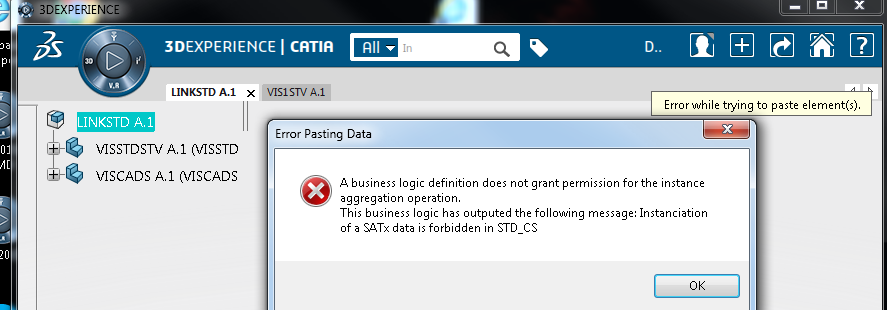 3DEXPERIENCE
3DEXPERIENCE | CATIA
All
In
D..
3D
V.R
LINKSTD A.1
VIS1STV A.1
Error while trying to paste element(s).
LINKSTD A.1
VISSTDSTV A.1 (VISSTD
VISCADS A.1 (VISCADS
Error Pasting Data
A business logic definition does not grant permission for the instance
aggregation operation.
This business logic has outputed the following message: Instanciation
of a SATx data is forbidden in STD_CS
OK